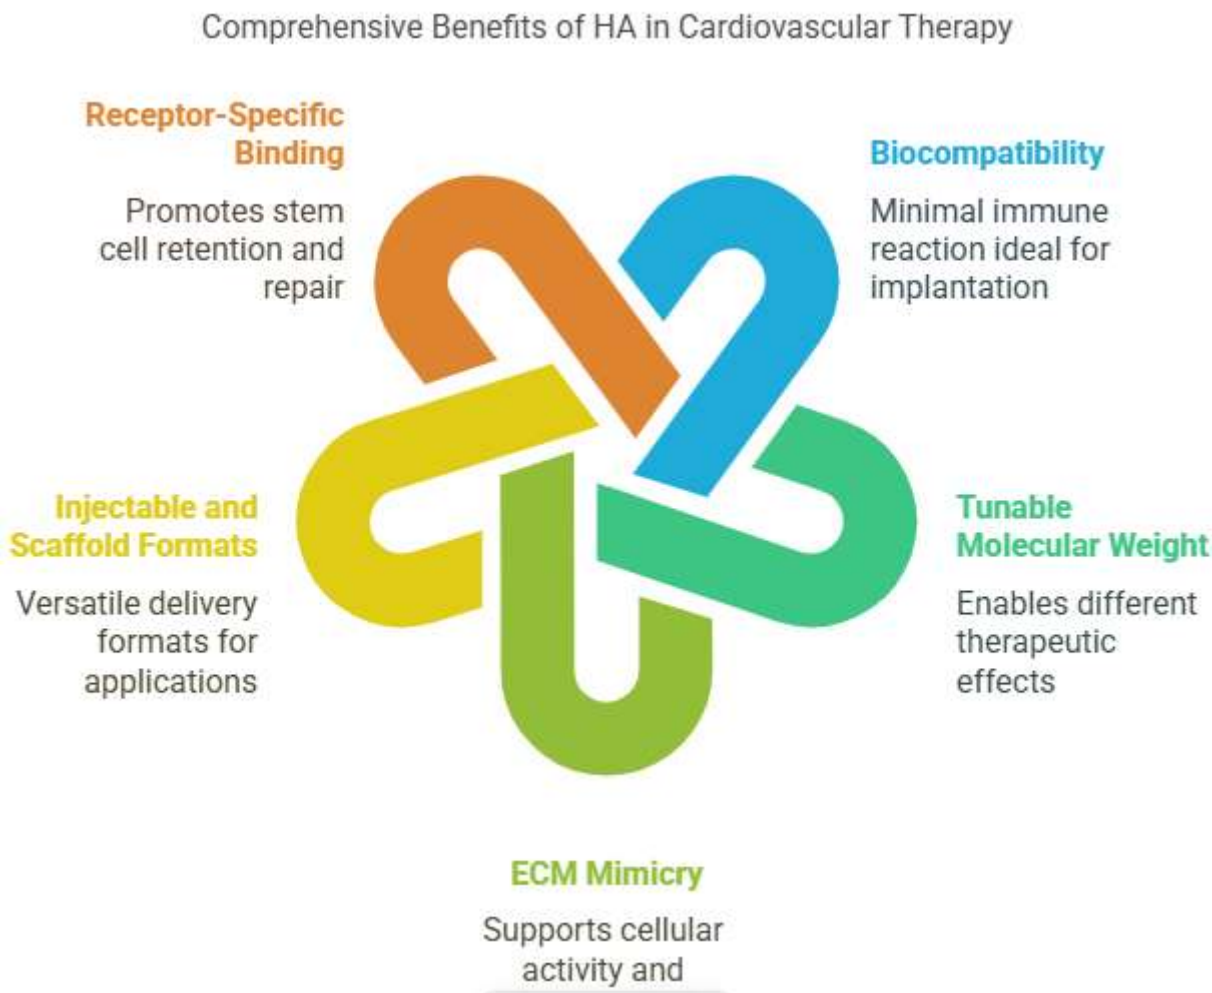 Comprehensive Benefits of HA in Cardiovascular Therapy
Receptor-Specific
Binding
Promotes stem
cell retention and
repair
Biocompatibility
Minimal immune
reaction ideal for
implantation
Injectable and
Scaffold Formats
Versatile delivery
formats for
applications
Tunable
Molecular Weight
Enables different
therapeutic
effects
ECM Mimicry
Supports cellular
activity and